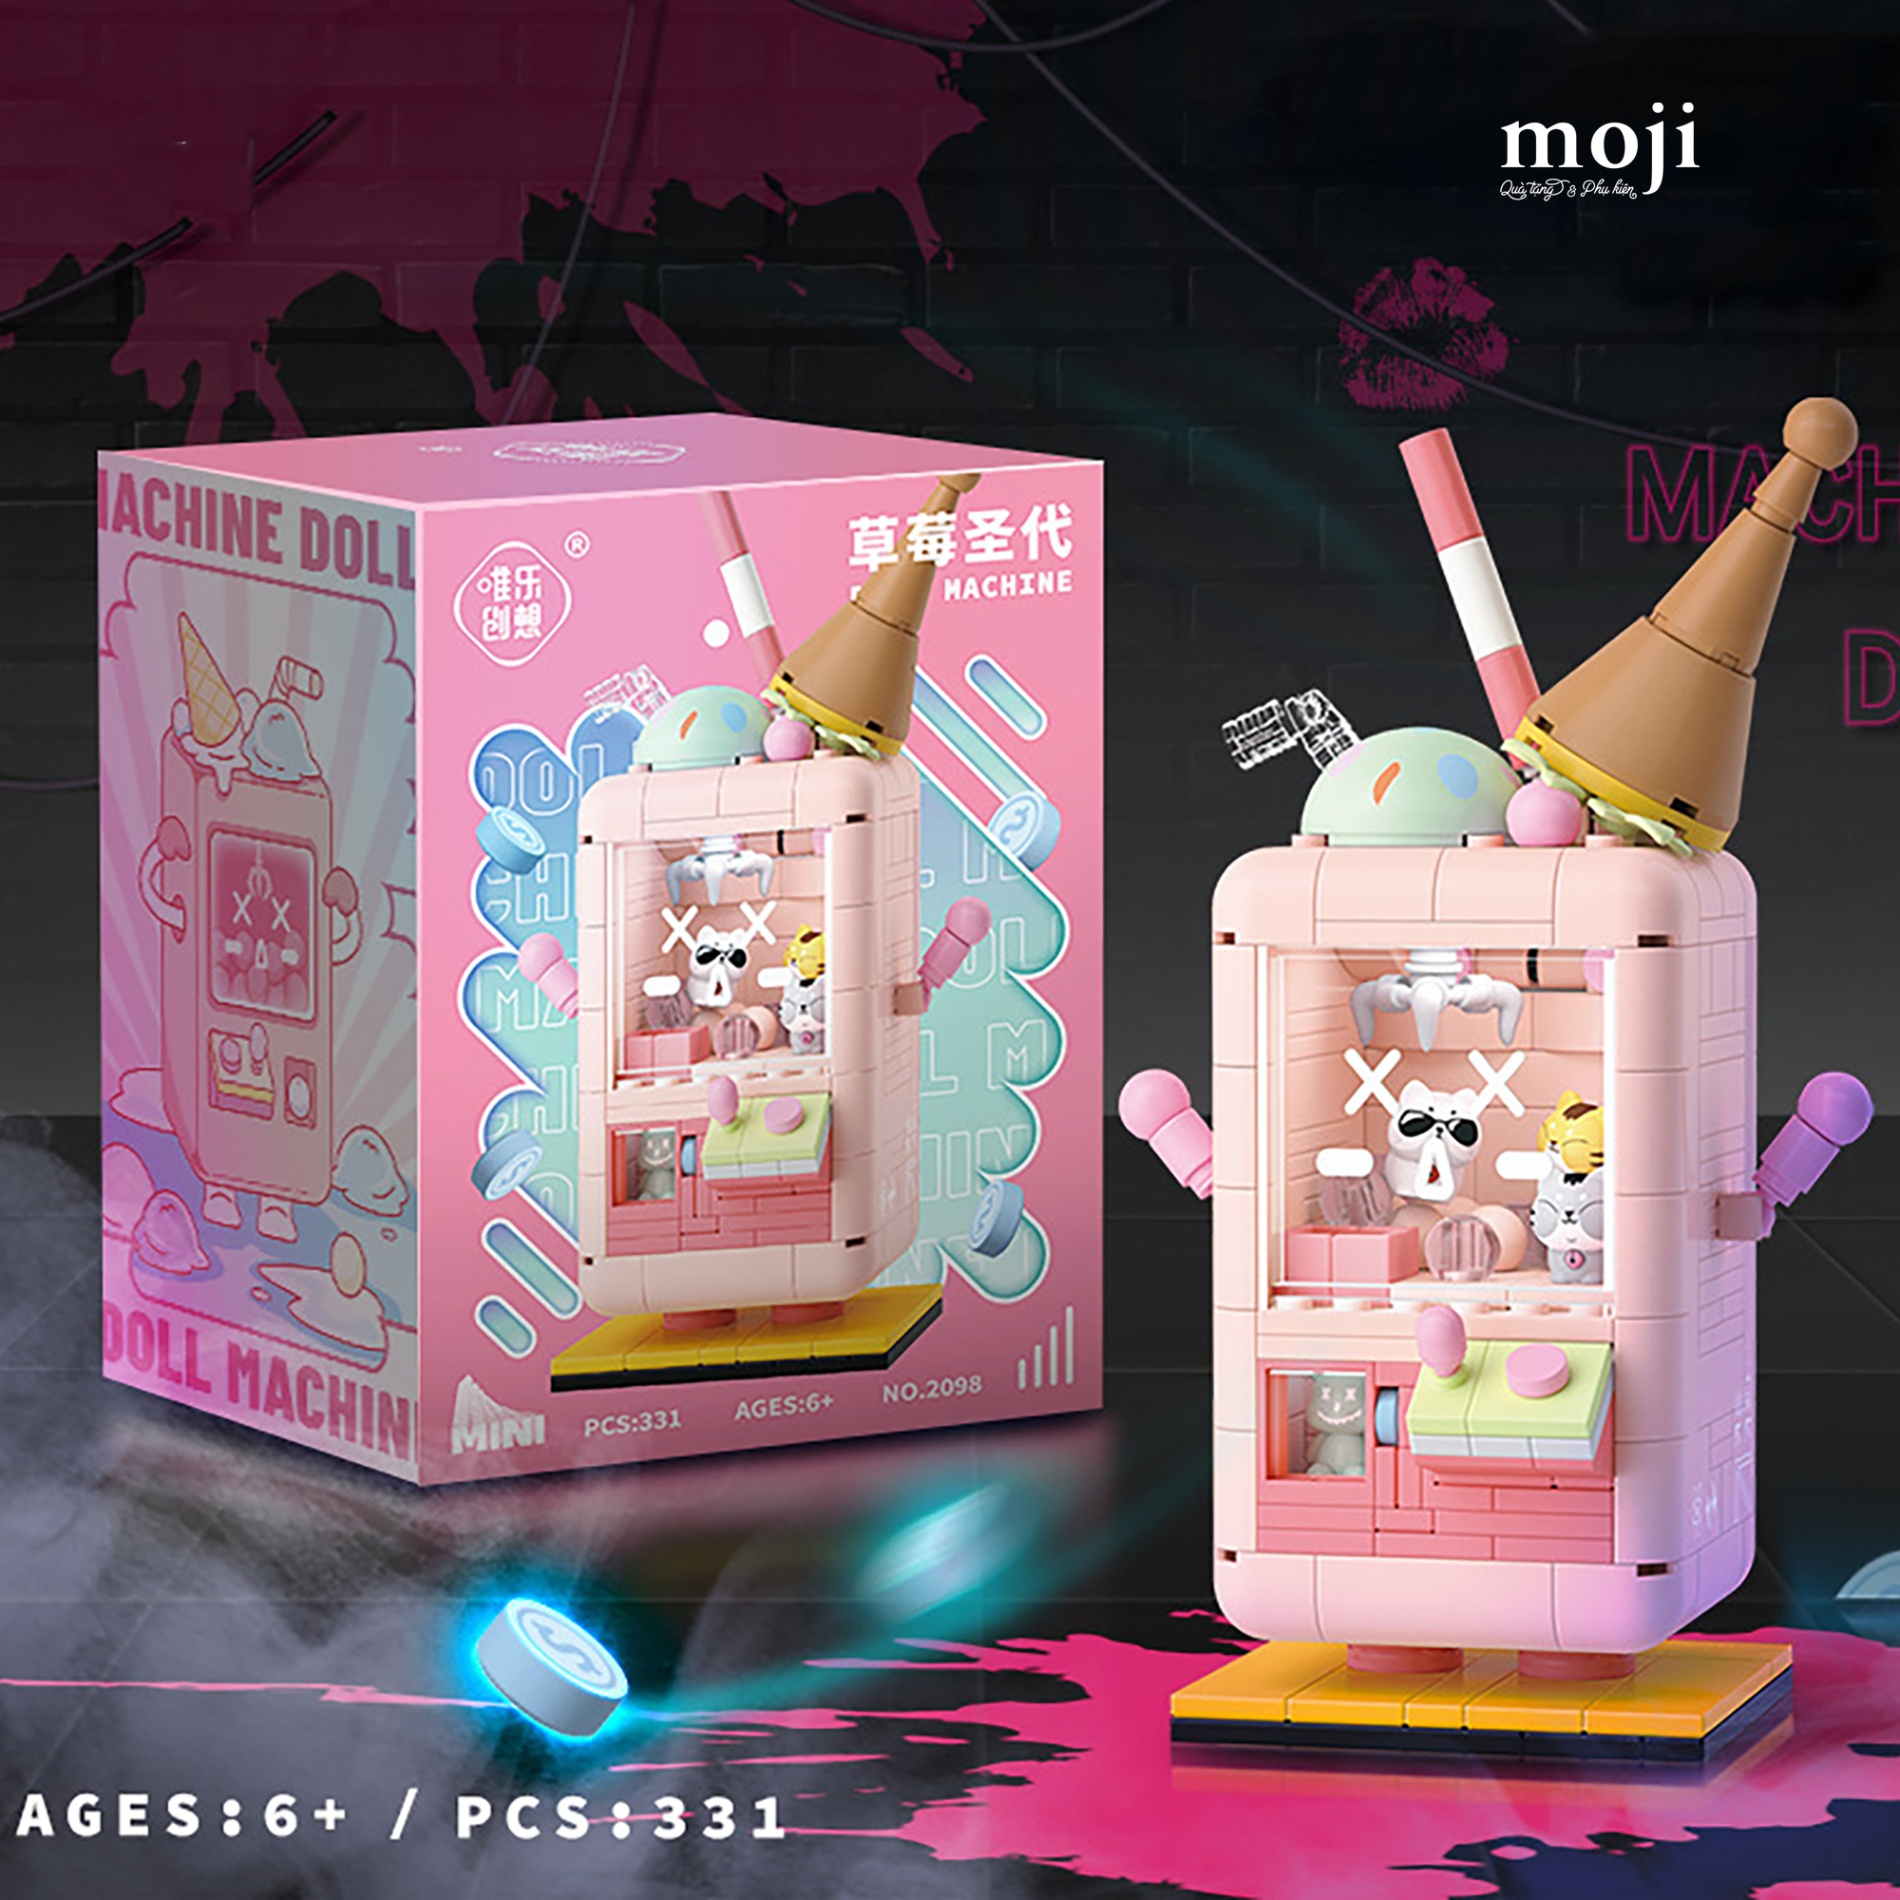 moji
Quà tặng & Phụ kiện
MACH
D
MACHINE DOLL
DOLL MACHIN
唯乐
创想
®
草莓圣代
MACHINE
MINI
PCS:331
AGES:6+
NO.2098
AGES:6+ / PCS:331